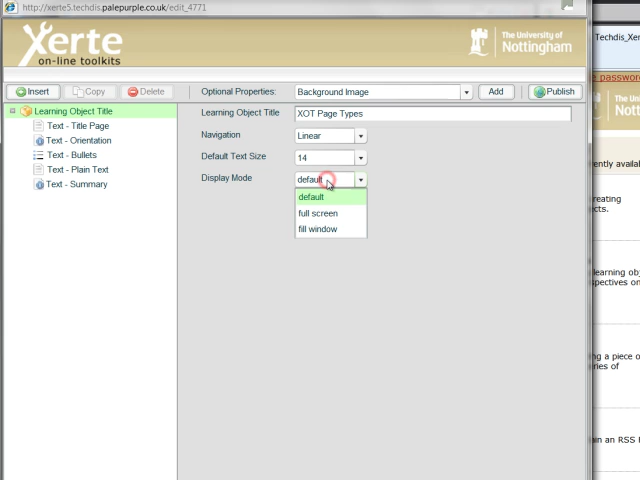 http://xerte5.techdis.palepurple.co.uk/edit_4771
Xerte
on-line toolkits
The University of
Nottingham
Insert
Copy
Delete
Optional Properties:
Background Image
Add
Publish
Learning Object Title
Text - Title Page
Text - Orientation
Text - Bullets
Text - Plain Text
Text - Summary
Learning Object Title
XOT Page Types
Navigation
Linear
Default Text Size
14
Display Mode
default
default
full screen
fill window
Techdis_Xer
e password
The Uni
Nott
ently availa
reating
cts.
learning obj
spectives on
ng a piece o
ries of
ain an RSS f